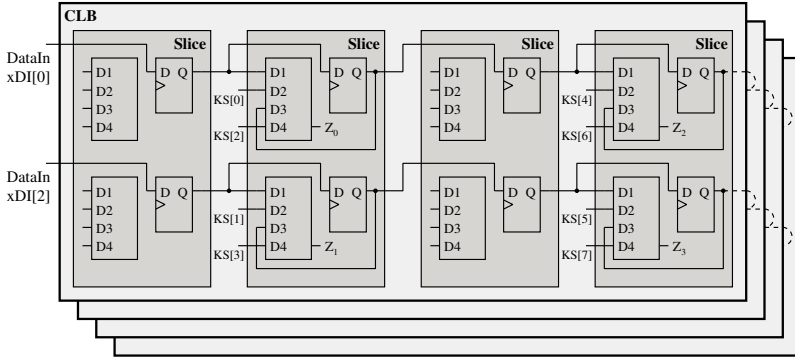 CLB
Slice Slice Slice Slice
DataIn
xDI[0]
D Q D Q D Q D Q
D1 D1 D1 D1
D2 KS[0] D2 D2 KS[4] D2
D3 D3 D3 D3
D4 KS[2] D4 Z0 D4 KS[6] D4 Z2
DataIn
xDI[2]
D Q D Q D Q D Q
D1 D1 D1 D1
D2 KS[1] D2 D2 KS[5] D2
D3 D3 D3 D3
D4 KS[3] D4 Z1 D4 KS[7] D4 Z3